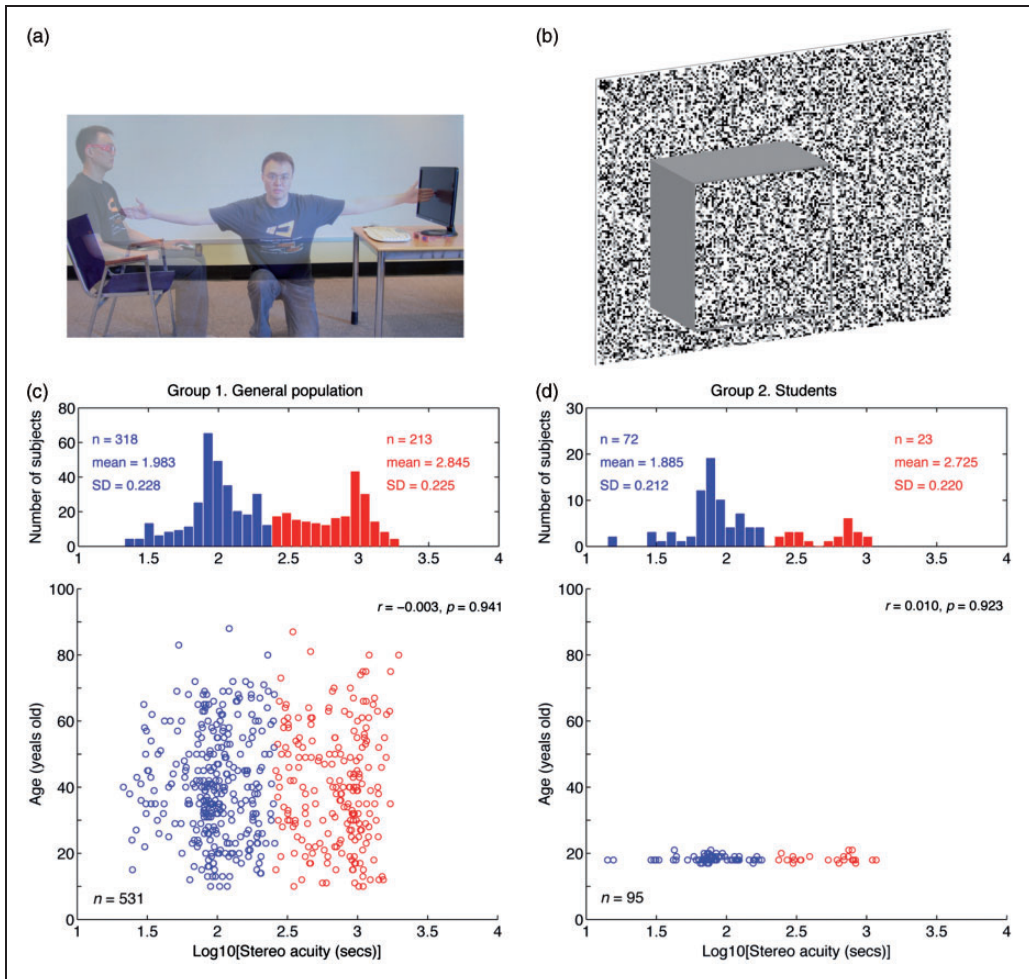 (a)
(b)
(c)
Group 1. General population
80
60
40
20
0
Number of subjects
n = 318
mean = 1.983
SD = 0.228
n = 213
mean = 2.845
SD = 0.225
1 1.5 2 2.5 3 3.5 4
100
80
60
40
20
0
Age (yeals old)
r = −0.003, p = 0.941
n = 531
1 1.5 2 2.5 3 3.5 4
Log10[Stereo acuity (secs)]
(d)
Group 2. Students
30
20
10
0
Number of subjects
n = 72
mean = 1.885
SD = 0.212
n = 23
mean = 2.725
SD = 0.220
1 1.5 2 2.5 3 3.5 4
100
80
60
40
20
0
Age (yeals old)
r = 0.010, p = 0.923
n = 95
1 1.5 2 2.5 3 3.5 4
Log10[Stereo acuity (secs)]